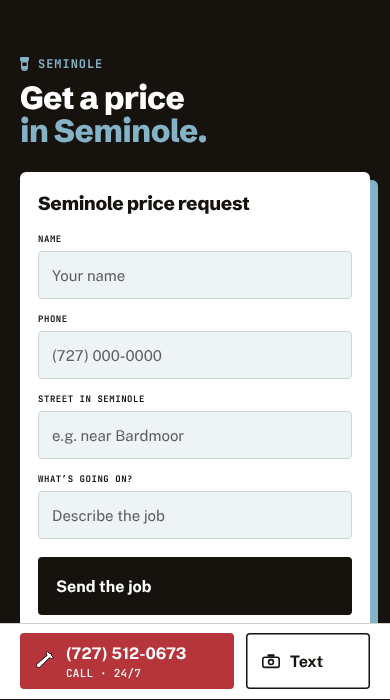 SEMINOLE
Get a price
in Seminole.
Seminole price request
NAME
Your name
PHONE
(727) 000-0000
STREET IN SEMINOLE
e.g. near Bardmoor
WHAT'S GOING ON?
Describe the job
Send the job
(727) 512-0673
CALL · 24/7
Text